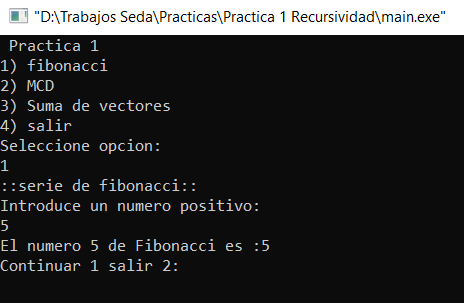 "D:\Trabajos Seda\Practicas\Practica 1 Recursividad\main.exe"
Practica 1
1) fibonacci
2) MCD
3) Suma de vectores
4) salir
Seleccione opcion:
1
::serie de fibonacci::
Introduce un numero positivo:
5
El numero 5 de Fibonacci es :5
Continuar 1 salir 2: